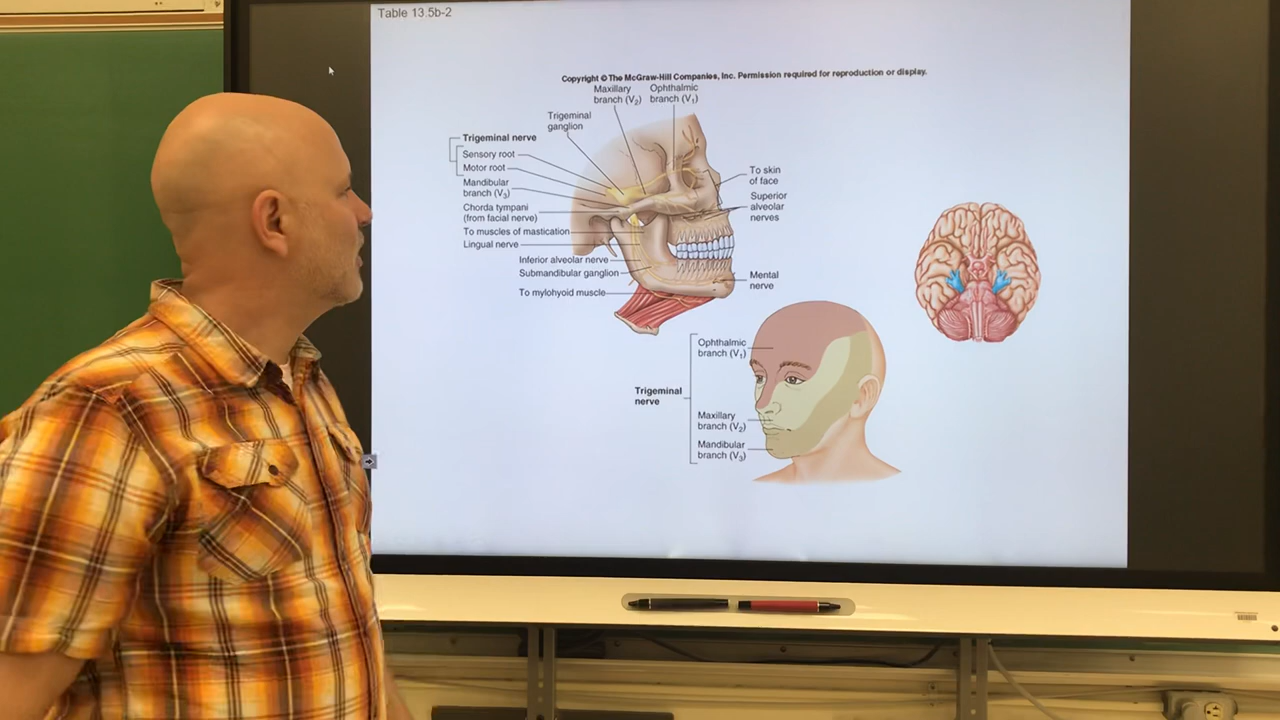 Table 13.5b-2
Copyright © The McGraw-Hill Companies, Inc. Permission required for reproduction or display.
Maxillary
branch (V2)
Ophthalmic
branch (V1)
Trigeminal
ganglion
Trigeminal nerve
Sensory root
Motor root
Mandibular
branch (V3)
Chorda tympani
(from facial nerve)
To muscles of mastication
Lingual nerve
Inferior alveolar nerve
Submandibular ganglion
To mylohyoid muscle
To skin
of face
Superior
alveolar
nerves
Mental
nerve
Ophthalmic
branch (V1)
Trigeminal
nerve
Maxillary
branch (V2)
Mandibular
branch (V3)